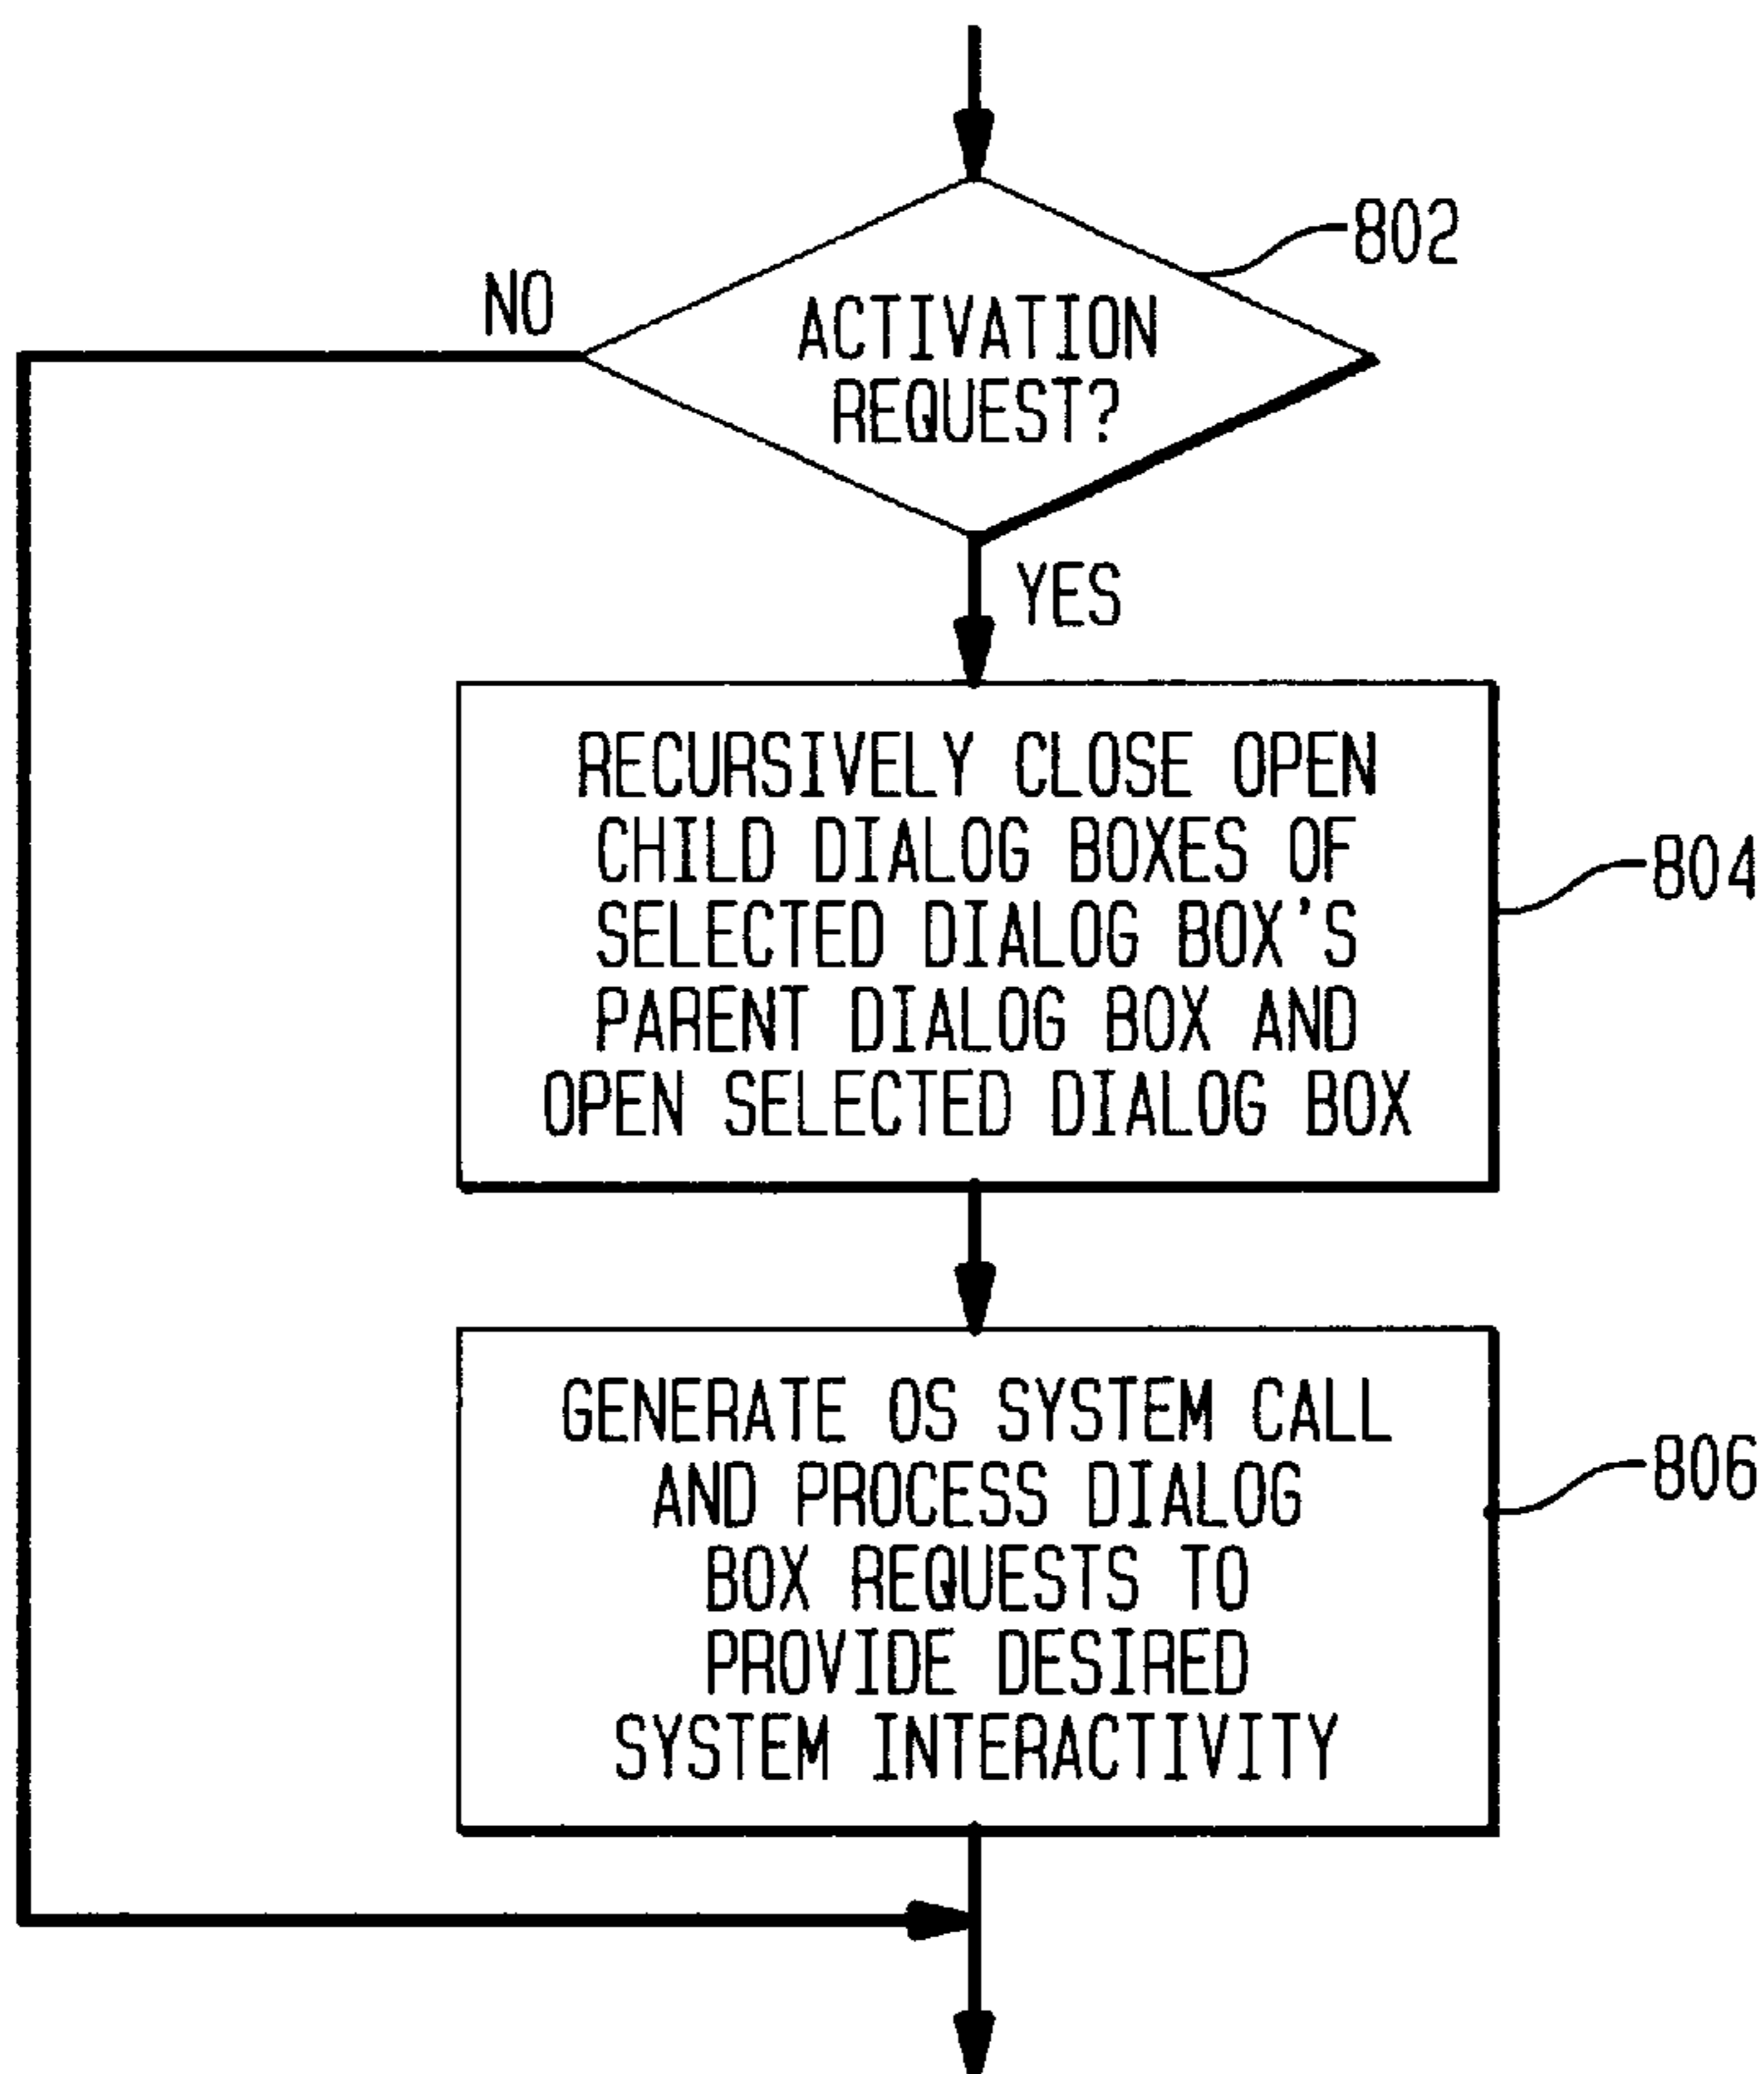 802
NO
ACTIVATION
REQUEST?
YES
RECURSIVELY CLOSE OPEN
CHILD DIALOG BOXES OF
SELECTED DIALOG BOX'S
PARENT DIALOG BOX AND
OPEN SELECTED DIALOG BOX
804
GENERATE OS SYSTEM CALL
AND PROCESS DIALOG
BOX REQUESTS TO
PROVIDE DESIRED
SYSTEM INTERACTIVITY
806